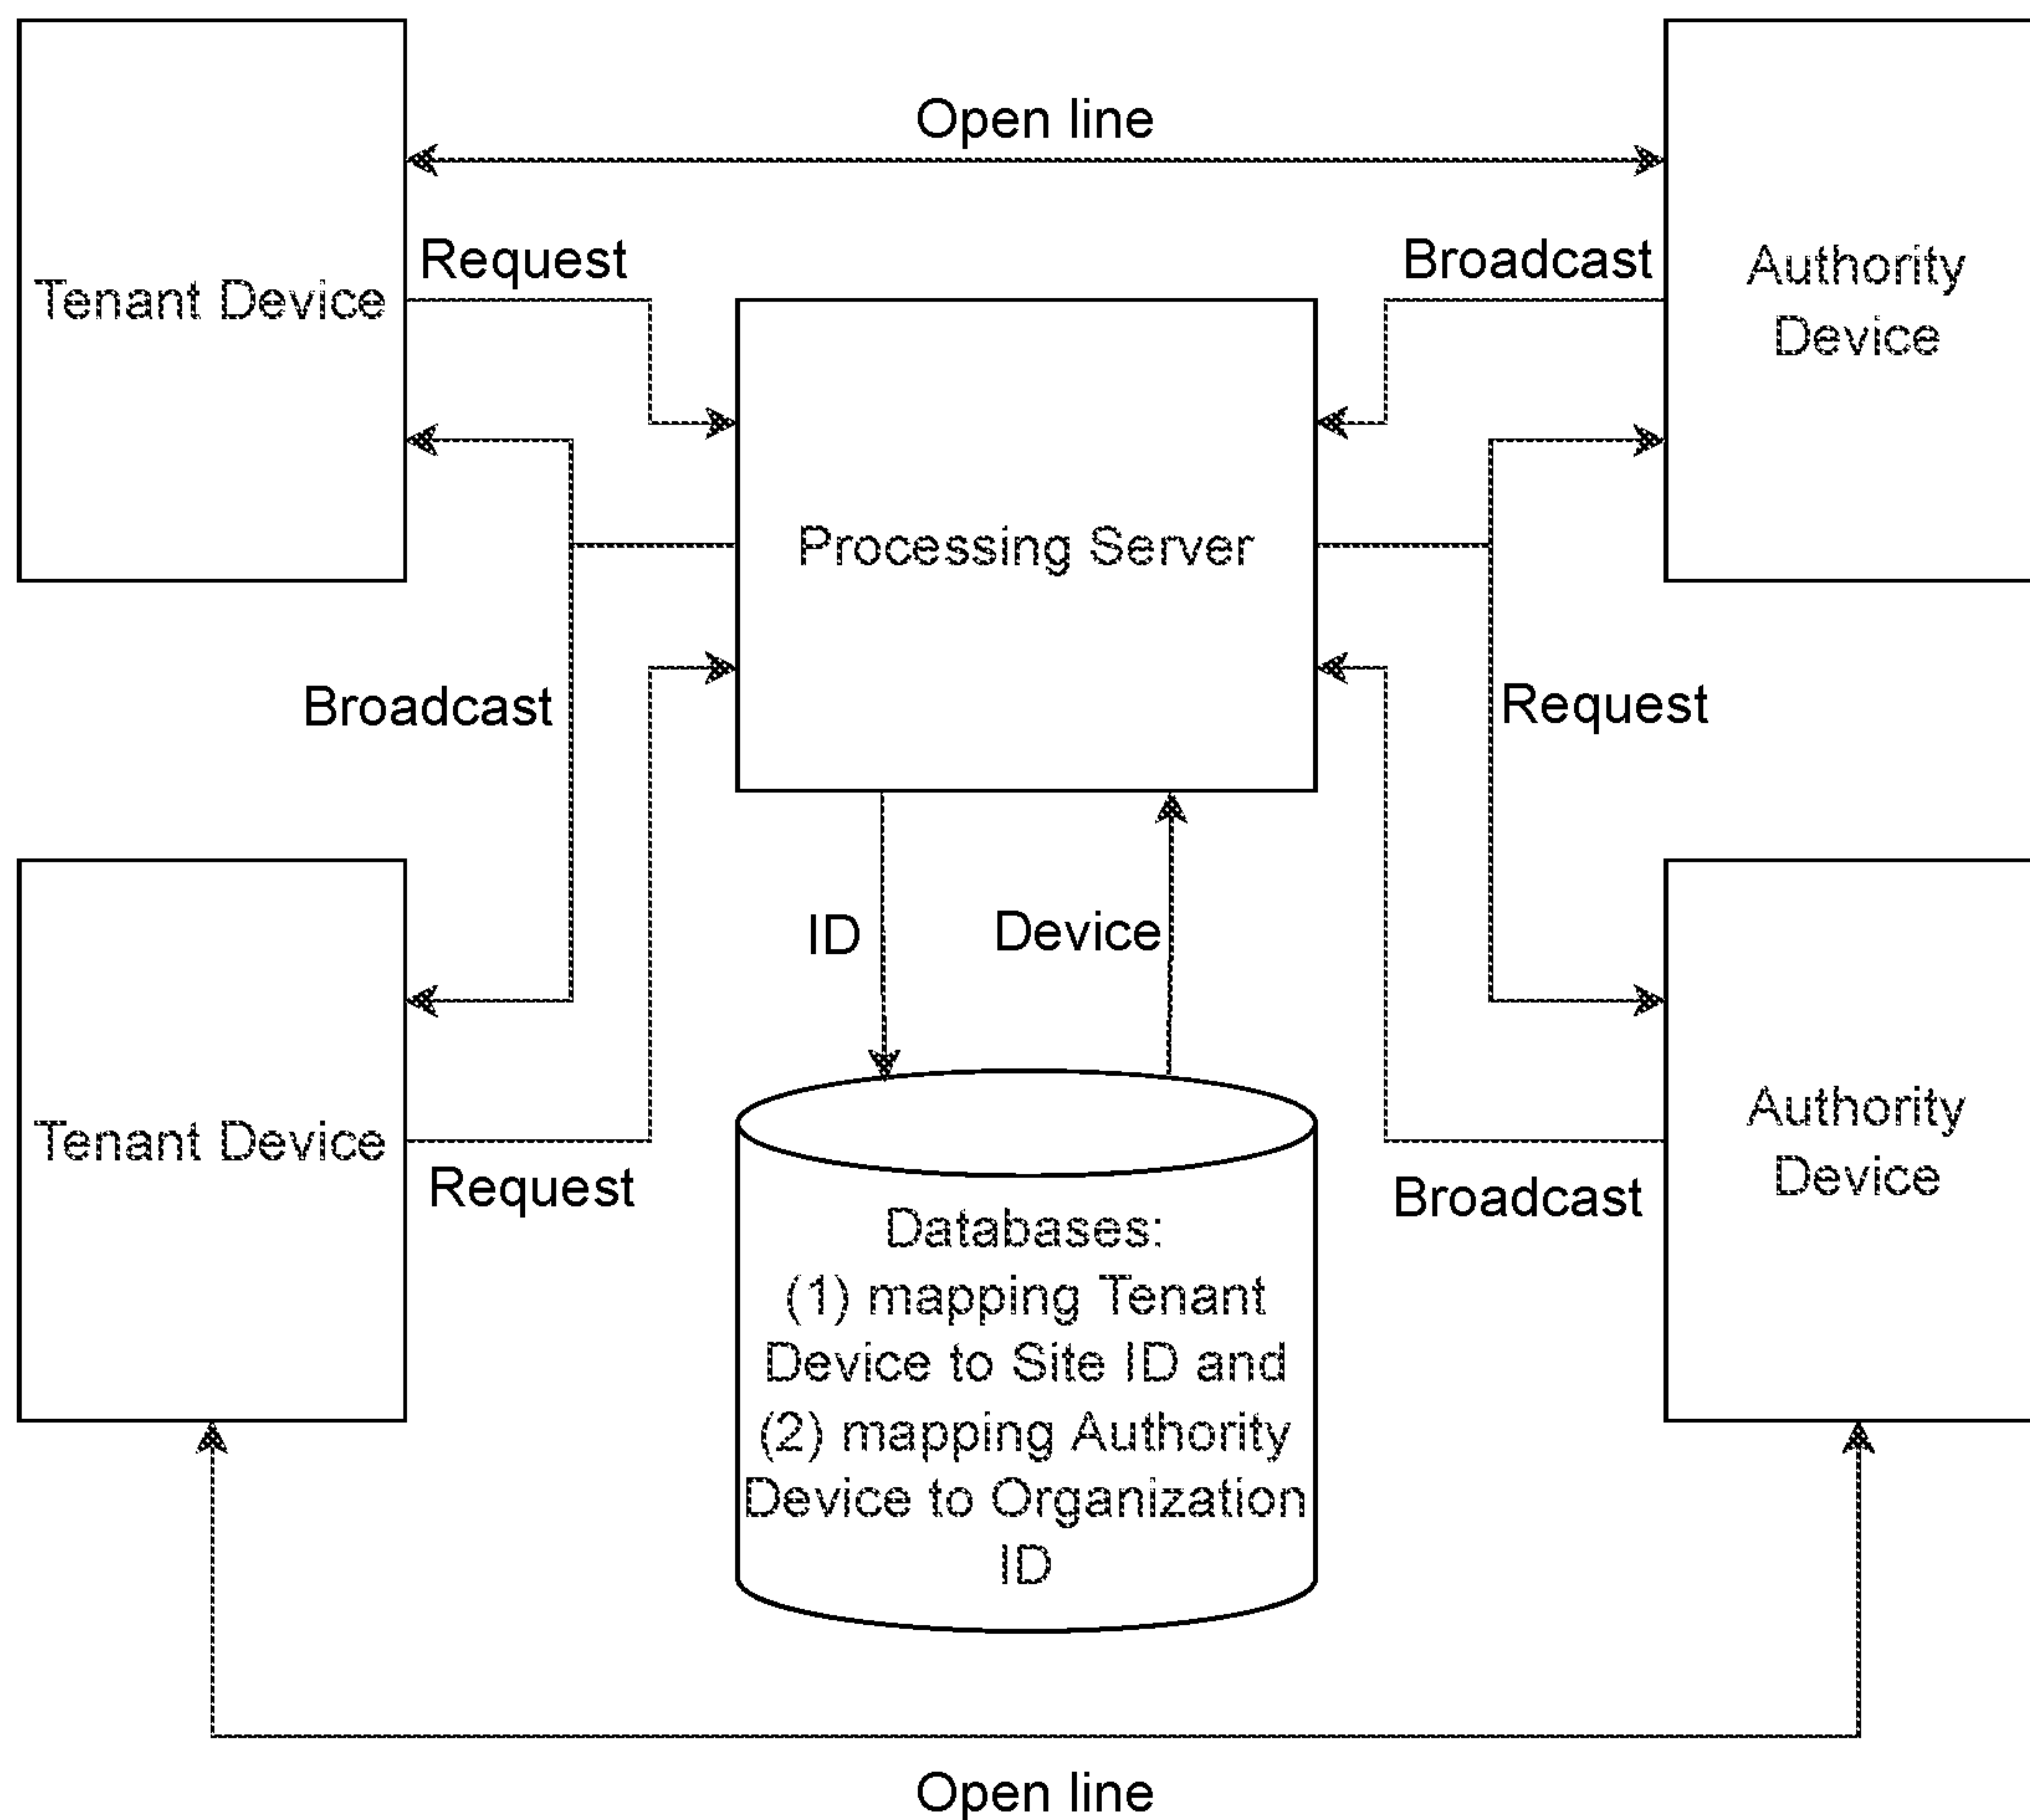 Open line
Request
Broadcast
Tenant Device
Authority
Device
Processing Server
Broadcast
Request
ID
Device
Tenant Device
Request
Authority
Device
Broadcast
Databases:
(1) mapping Tenant
Device to Site ID and
(2) mapping Authority
Device to Organization
ID
Open line